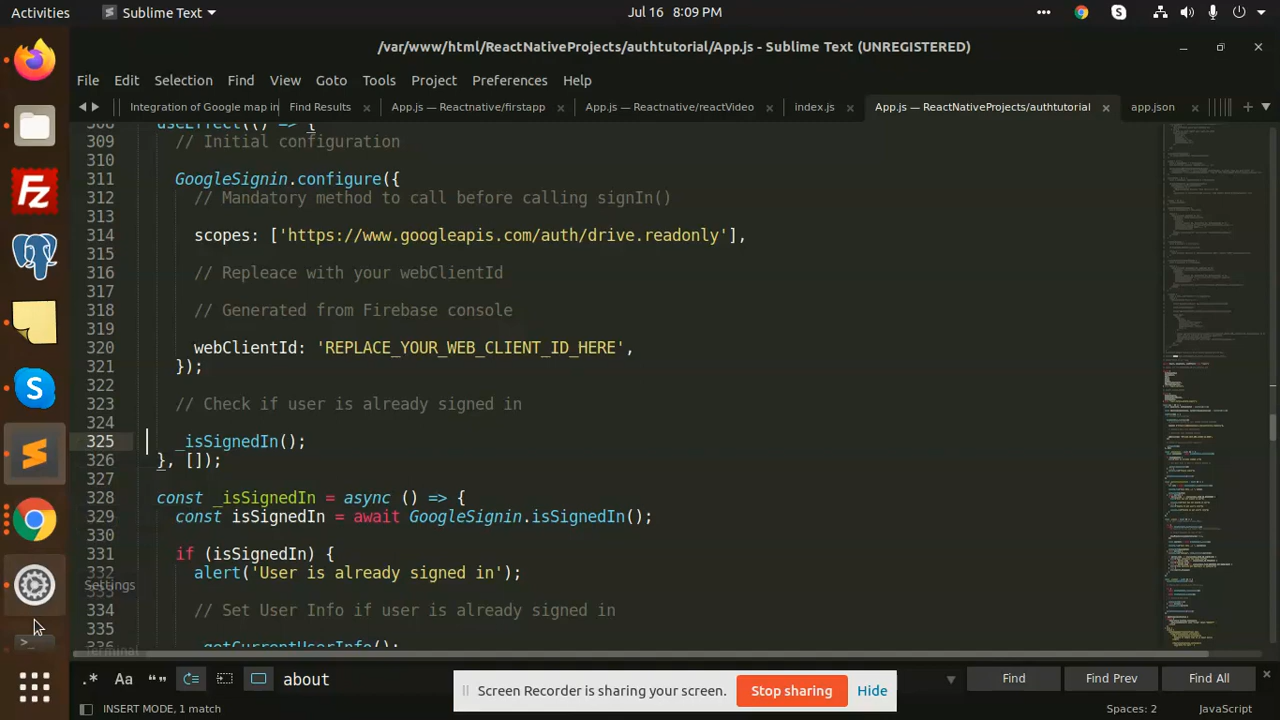 Activities
Sublime Text
Jul 16 8:09 PM
/var/www/html/ReactNativeProjects/authtutorial/App.js - Sublime Text (UNREGISTERED)
File Edit Selection Find View Goto Tools Project Preferences Help
Integration of Google map in Find Results App.js — Reactnative/firstapp App.js — Reactnative/reactVideo index.js App.js — ReactNativeProjects/authtutorial app.json
308 useEffect(() => {
309 // Initial configuration
310
311 GoogleSignin.configure({
312 // Mandatory method to call before calling signIn()
313
314 scopes: ['https://www.googleapis.com/auth/drive.readonly'],
315
316 // Repleace with your webClientId
317
318 // Generated from Firebase console
319
320 webClientId: 'REPLACE_YOUR_WEB_CLIENT_ID_HERE',
321 });
322
323 // Check if user is already signed in
324
325 _isSignedIn();
326 }, []);
327
328 const _isSignedIn = async () => {
329 const isSignedIn = await GoogleSignin.isSignedIn();
330
331 if (isSignedIn) {
332 alert('User is already signed in');
333
334 // Set User Info if user is already signed in
335
336 _getCurrentUserInfo();
Settings
Terminal
.* Aa “” about Find Find Prev Find All
Screen Recorder is sharing your screen. Stop sharing Hide
INSERT MODE, 1 match
Spaces: 2
JavaScript